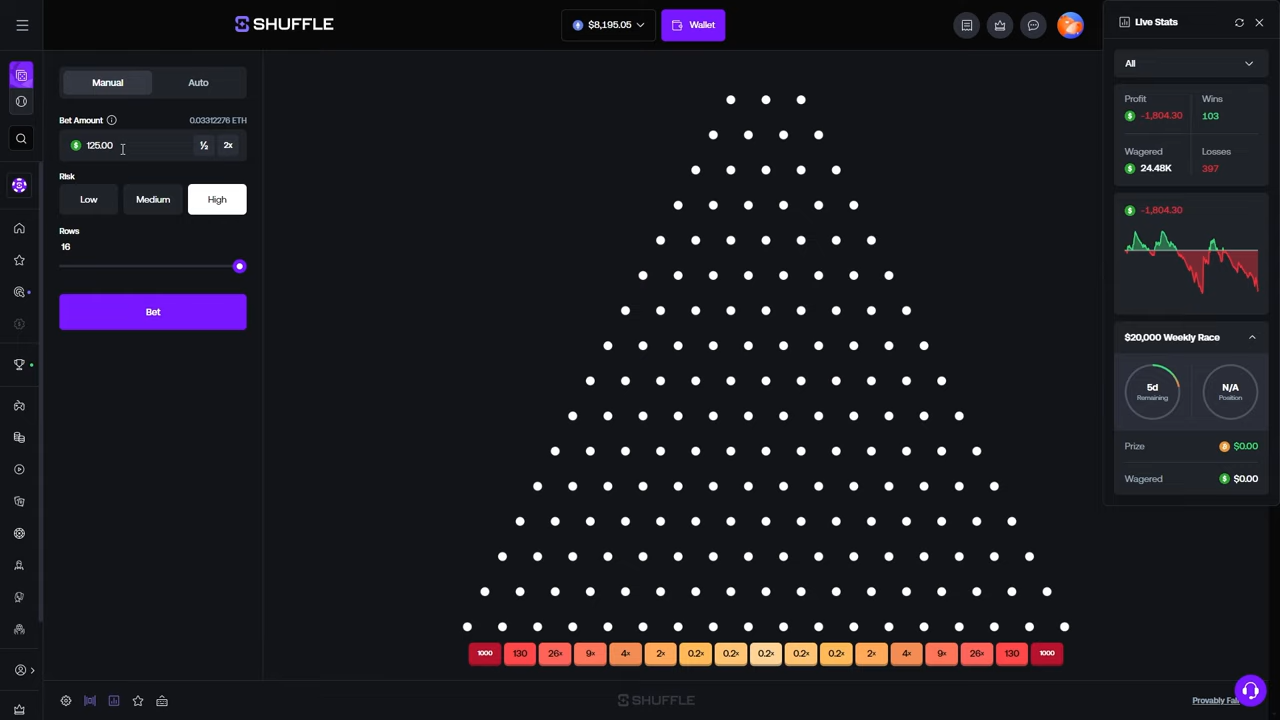 SHUFFLE
$8,195.05
Wallet
Live Stats
Manual
Auto
All
Bet Amount
0.03312276 ETH
Profit
Wins
-1,804.30
103
125.00
½
2x
Wagered
Losses
24.48K
397
Risk
Low
Medium
High
-1,804.30
Rows
16
Bet
$20,000 Weekly Race
5d
Remaining
N/A
Position
Prize
$0.00
Wagered
$0.00
1000 130 26x 9x 4x 2x 0.2x 0.2x 0.2x 0.2x 0.2x 2x 4x 9x 26x 130 1000
SHUFFLE
Provably Fair